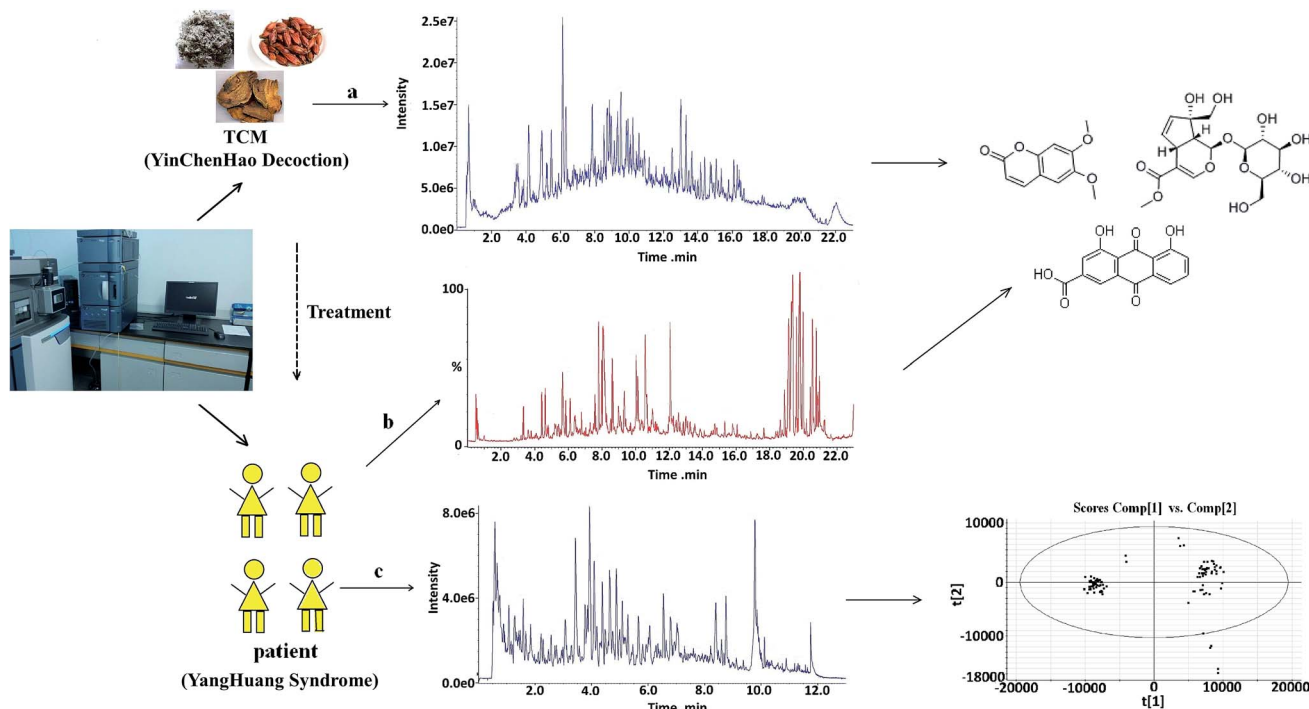 TCM
(YinChenHao Decoction)
a
Intensity
2.5e7
1.5e7
1.0e7
5.0e6
0.0e0
2.0 4.0 6.0 8.0 10.0 12.0 14.0 16.0 18.0 20.0 22.0
Time .min
O
O
O
O
OH
OH
H
O
H
O
O
O
O
HO
OH
OH
OH
HO
O
OH
O
OH
O
Treatment
b
100
%
0
2.0 4.0 6.0 8.0 10.0 12.0 14.0 16.0 18.0 20.0 22.0
Time .min
patient
(YangHuang Syndrome)
c
Intensity
8.0e6
4.0e6
0.0e0
2.0 4.0 6.0 8.0 10.0 12.0
Time .min
Scores Comp[1] vs. Comp[2]
t[2]
10000
0
-10000
-18000
-20000 -10000 0 10000 20000
t[1]